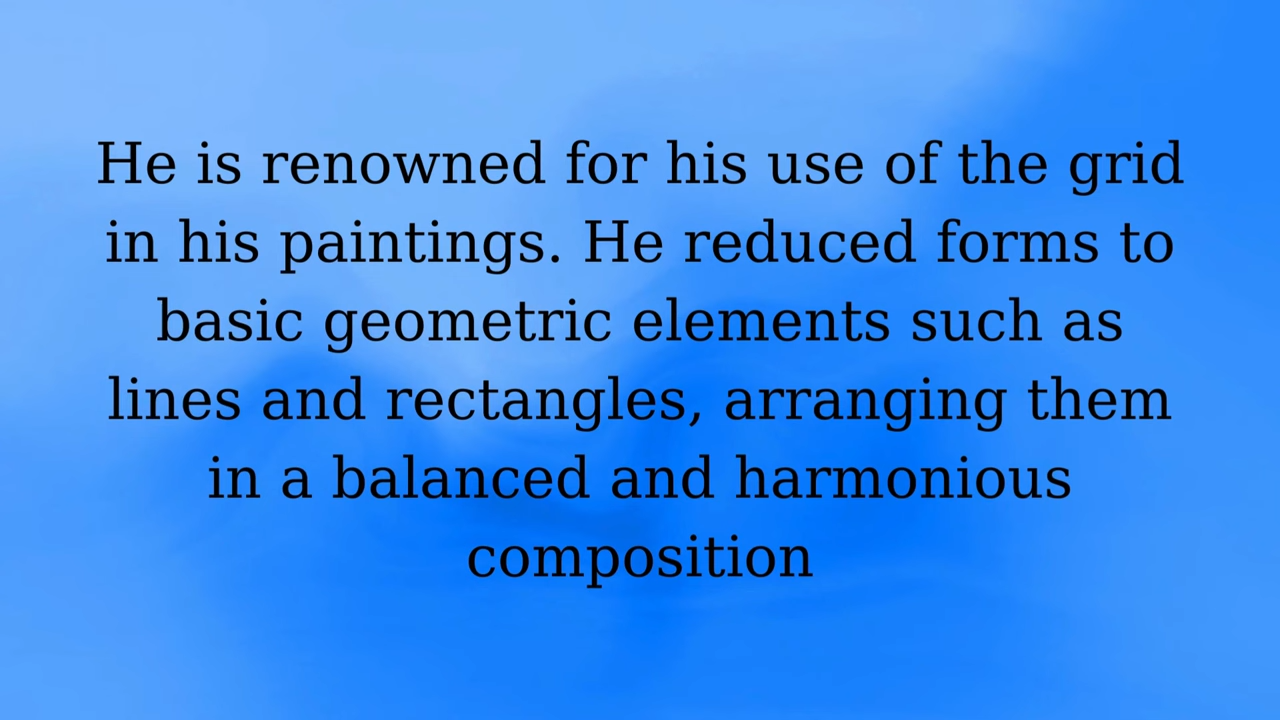 He is renowned for his use of the grid
in his paintings. He reduced forms to
basic geometric elements such as
lines and rectangles, arranging them
in a balanced and harmonious
composition